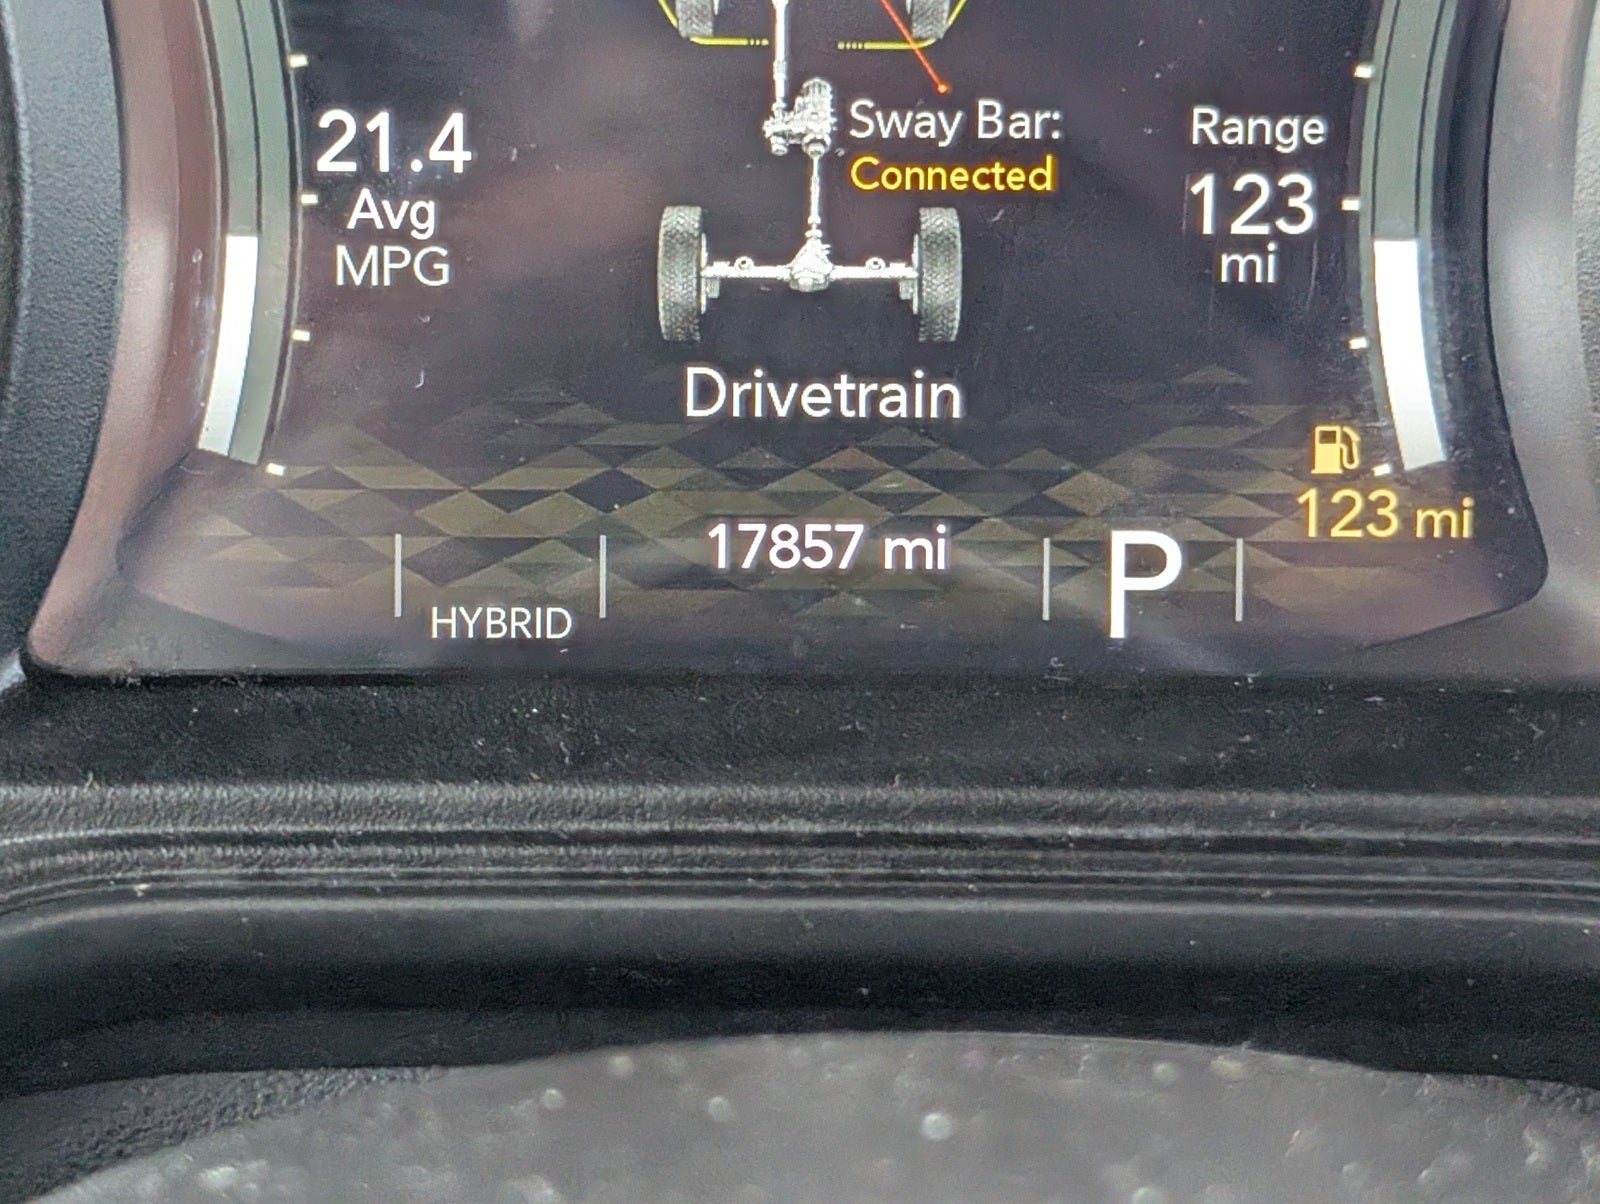 21.4
Avg
MPG
Sway Bar:
Connected
Range
123
mi
Drivetrain
123 mi
17857 mi
P
HYBRID